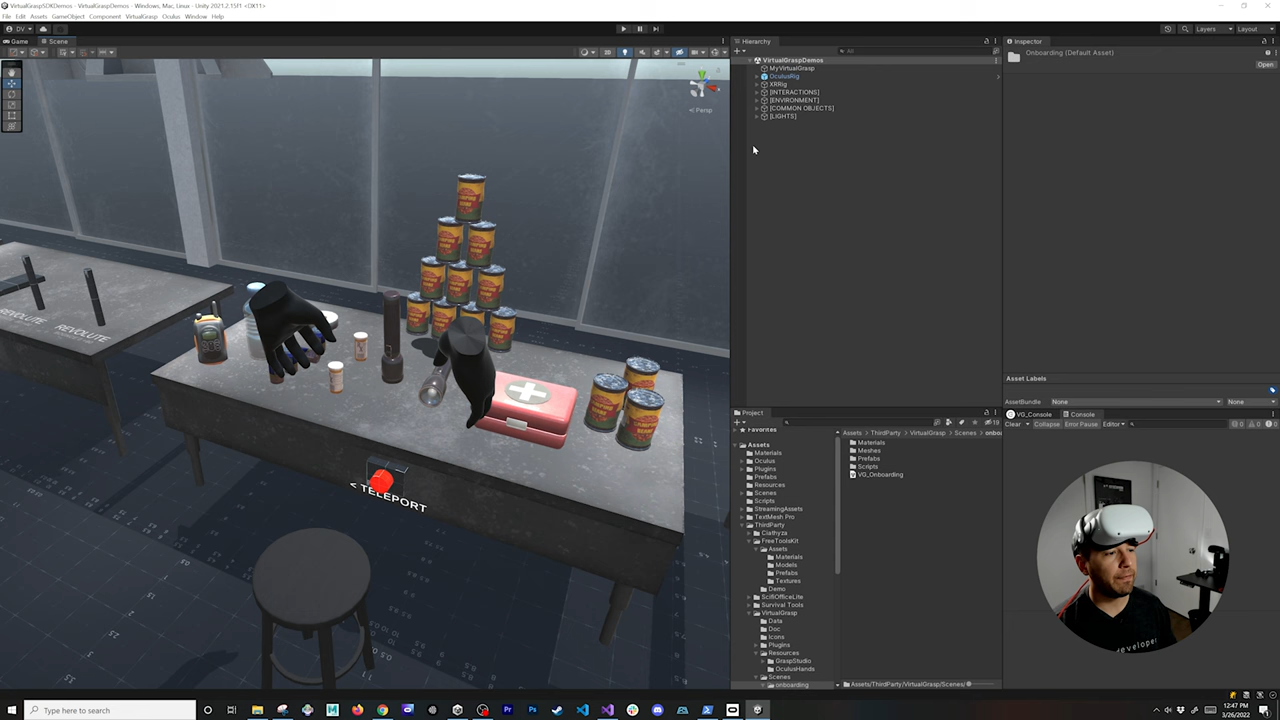 VirtualGraspSDKDemos - VirtualGraspDemos - Windows, Mac, Linux - Unity 2021.2.15f1 <DX11>
File Edit Assets GameObject Component VirtualGrasp Oculus Window Help
DV
Layers
Layout
Game
Scene
2D
Persp
REVOLUTE
REVOLUTE
< TELEPORT
Hierarchy
All
VirtualGraspDemos
MyVirtualGrasp
OculusRig
XRRig
[INTERACTIONS]
[ENVIRONMENT]
[COMMON OBJECTS]
[LIGHTS]
Inspector
Onboarding (Default Asset)
Open
Asset Labels
AssetBundle
None
None
Project
Favorites
Assets
Materials
Oculus
Plugins
Prefabs
Resources
Scenes
Scripts
StreamingAssets
TextMesh Pro
ThirdParty
Clathyza
FreeToolsKit
Assets
Materials
Models
Prefabs
Textures
Demo
ScifiOfficeLite
Survival Tools
VirtualGrasp
Data
Doc
Icons
Plugins
Resources
GraspStudio
OculusHands
Scenes
onboarding
Assets > ThirdParty > VirtualGrasp > Scenes > onbo
Materials
Meshes
Prefabs
Scripts
VG_Onboarding
Assets/ThirdParty/VirtualGrasp/Scenes/
VG_Console
Console
Clear
Collapse
Error Pause
Editor
developer
Type here to search
12:47 PM
3/26/2022